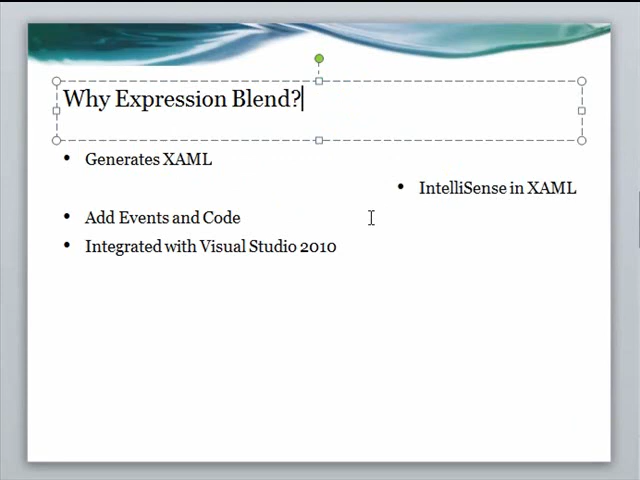 Why Expression Blend?
• Generates XAML
• IntelliSense in XAML
• Add Events and Code
• Integrated with Visual Studio 2010